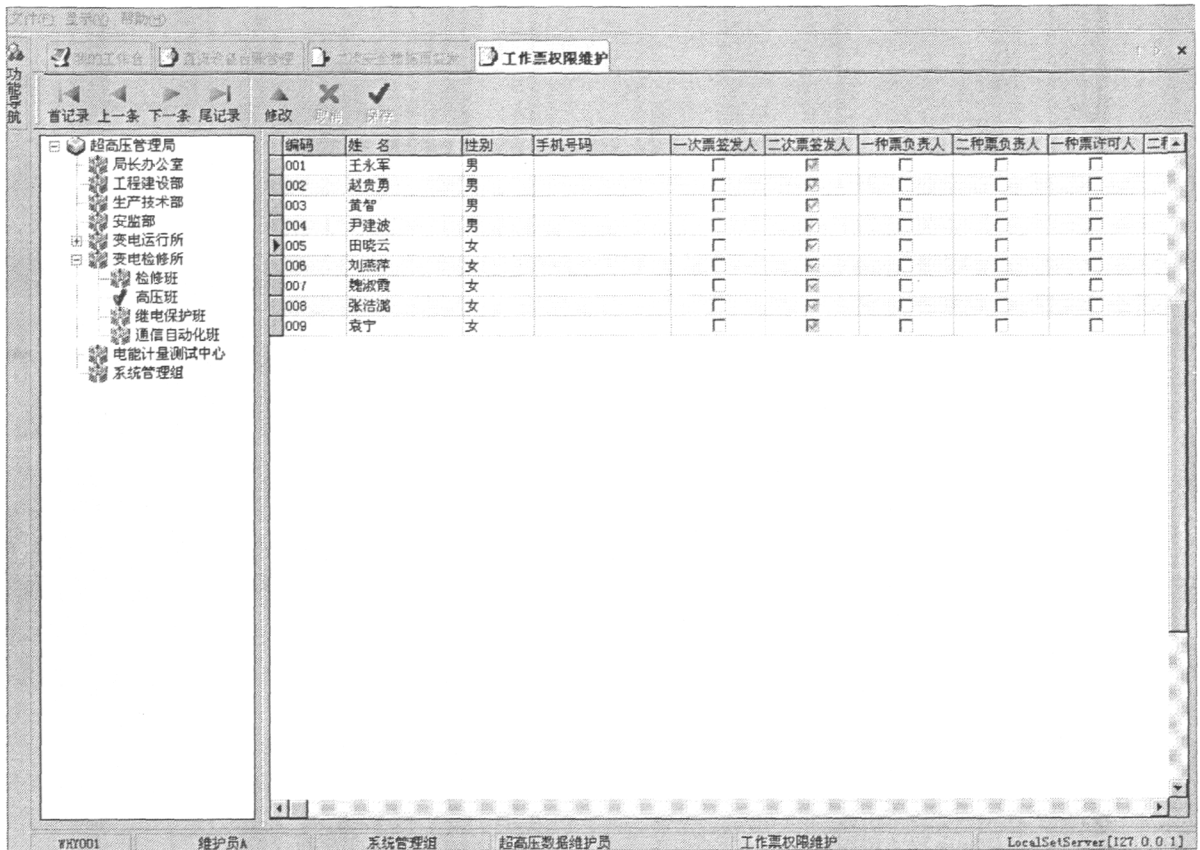 文件(F) 显示(V) 帮助(H)
工作票权限维护
功能导航
首记录 上一条 下一条 尾记录 修改 取消 保存
超高压管理局
局长办公室
工程建设部
生产技术部
安监部
变电运行所
变电检修所
检修班
高压班
继电保护班
通信自动化班
电能计量测试中心
系统管理组
编码 姓 名 性别 手机号码 一次票签发人 二次票签发人 一种票负责人 二种票负责人 一种票许可人
001 王永军 男
002 赵贵勇 男
003 黄智 男
004 尹建波 男
005 田晓云 女
006 刘燕萍 女
007 魏淑霞 女
008 张浩潞 女
009 袁宁 女
WHY001 维护员A 系统管理组 超高压数据维护员 工作票权限维护 LocalSetServer[127.0.0.1]